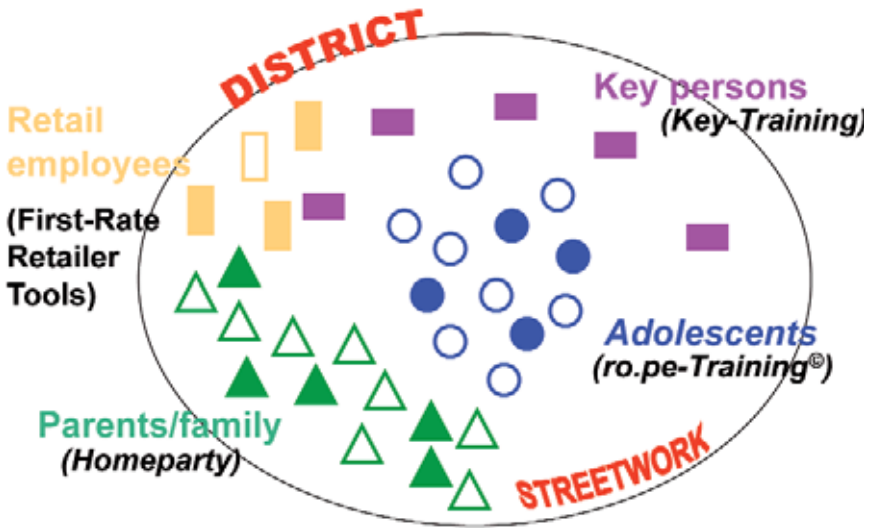 DISTRICT
Key persons
(Key-Training)
Retail
employees
(First-Rate
Retailer
Tools)
Adolescents
(ro.pe-Training©)
Parents/family
(Homeparty)
STREETWORK